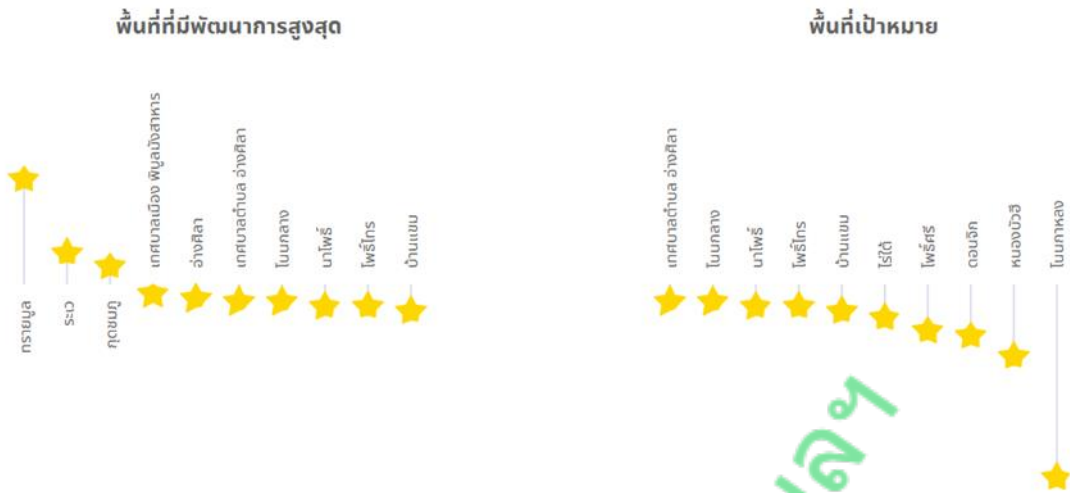 พื้นที่ที่มีพัฒนาการสูงสุด
ทรายมูล
ระเว
กุดชมภู
เทศบาลเมือง พิบูลมังสาหาร
อ่างศิลา
เทศบาลตำบล อ่างศิลา
โนนกลาง
นาโพธิ์
โพธิ์ไทร
บ้านแขม
พื้นที่เป้าหมาย
เทศบาลตำบล อ่างศิลา
โนนกลาง
นาโพธิ์
โพธิ์ไทร
บ้านแขม
ไร่ใต้
โพธิ์ศรี
ดอนจิก
หนองบัวฮี
โนนกาหลง